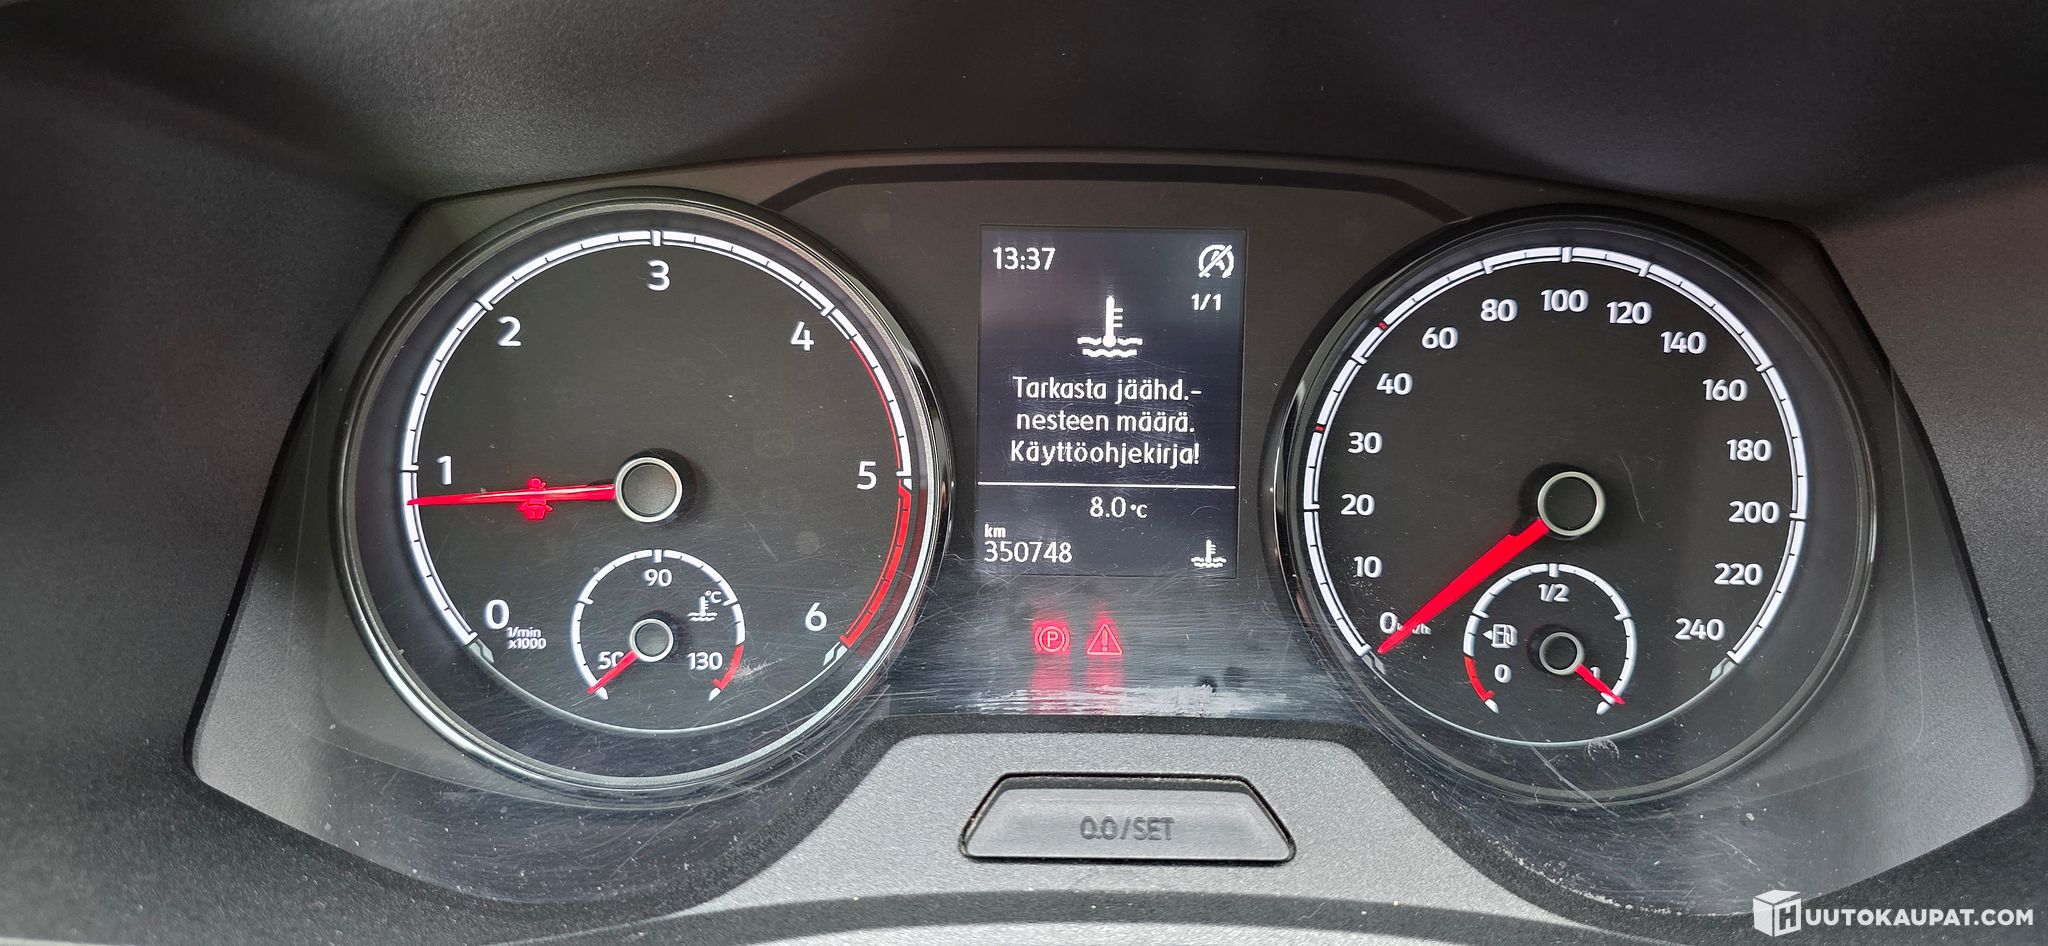 0
1
2
3
4
5
6
1/min
x1000
50
90
130
°C
13:37
1/1
Tarkasta jäähd.-
nesteen määrä.
Käyttöohjekirja!
8.0 °C
km
350748
P
0
10
20
30
40
60
80
100
120
140
160
180
200
220
240
0
1/2
1
0.0/SET
HUUTOKAUPAT.COM